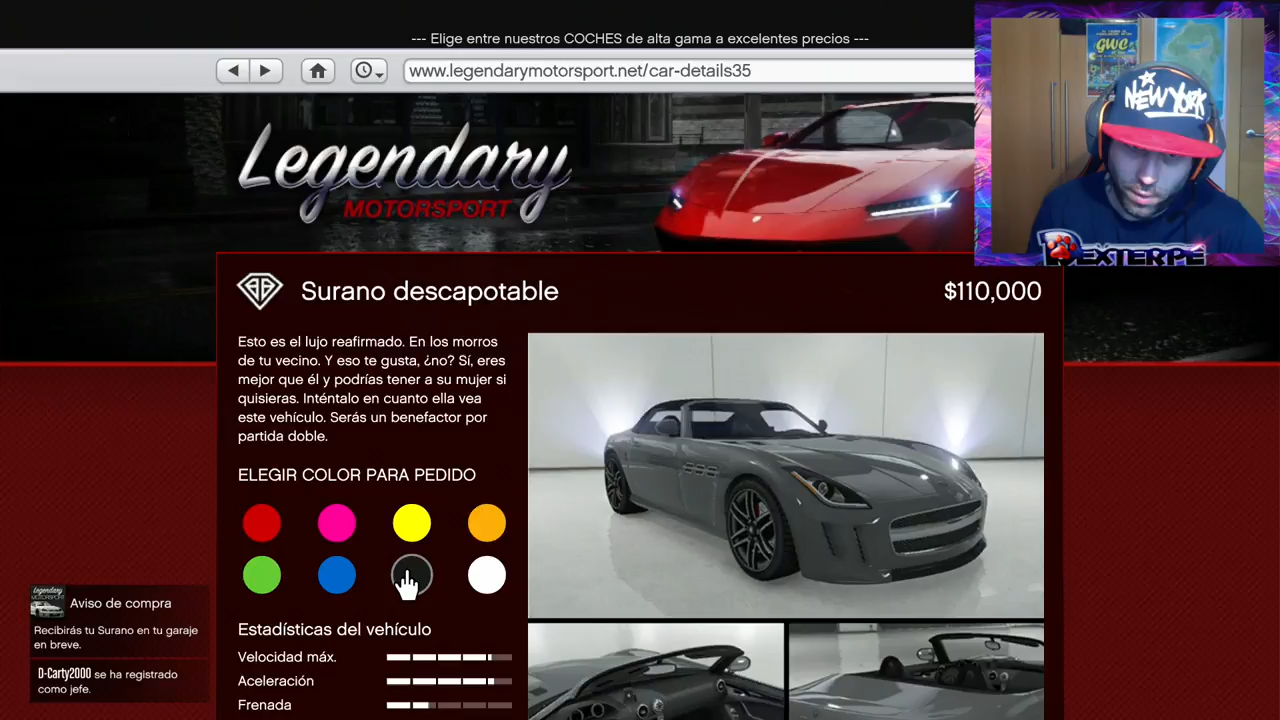 --- Elige entre nuestros COCHES de alta gama a excelentes precios ---
www.legendarymotorsport.net/car-details35
GWC
NEW YORK
Legendary
MOTORSPORT
DEXTERPE
Surano descapotable
$110,000
Esto es el lujo reafirmado. En los morros
de tu vecino. Y eso te gusta, ¿no? Sí, eres
mejor que él y podrías tener a su mujer si
quisieras. Inténtalo en cuanto ella vea
este vehículo. Serás un benefactor por
partida doble.
ELEGIR COLOR PARA PEDIDO
Estadísticas del vehículo
Velocidad máx.
Aceleración
Frenada
Legendary
Aviso de compra
Recibirás tu Surano en tu garaje
en breve.
D-Carty2000 se ha registrado
como jefe.